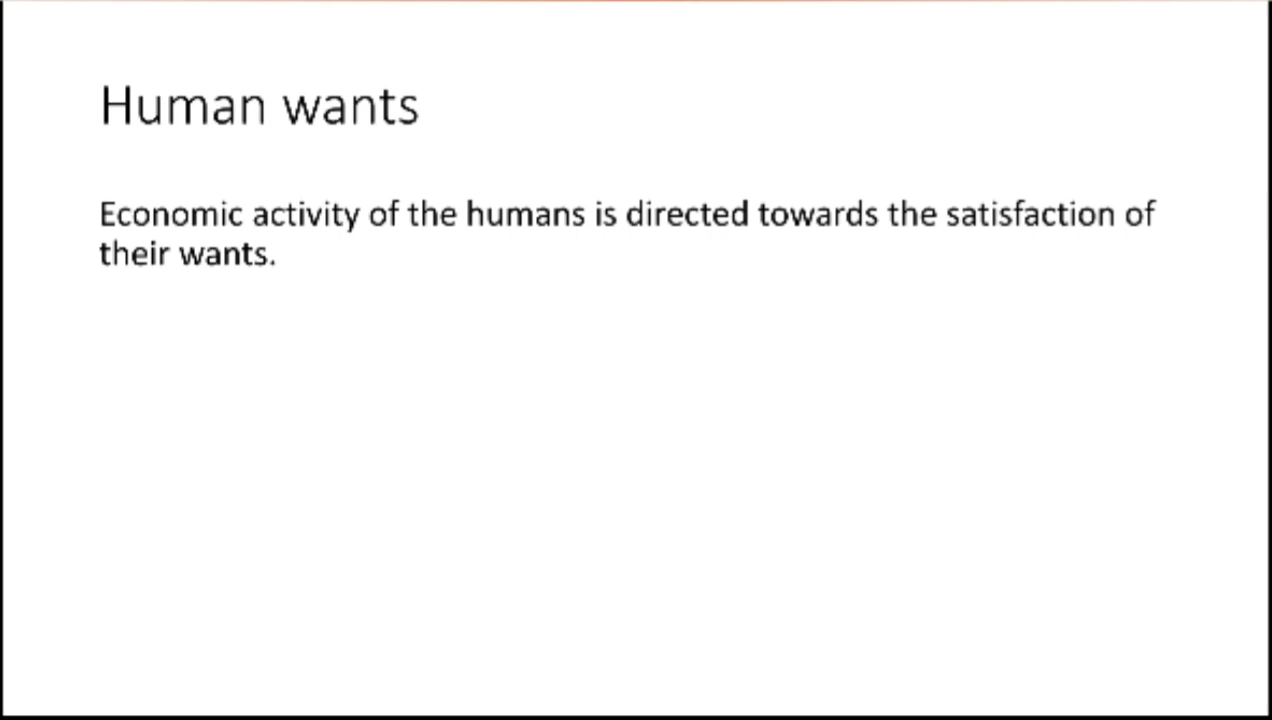 Human wants
Economic activity of the humans is directed towards the satisfaction of
their wants.